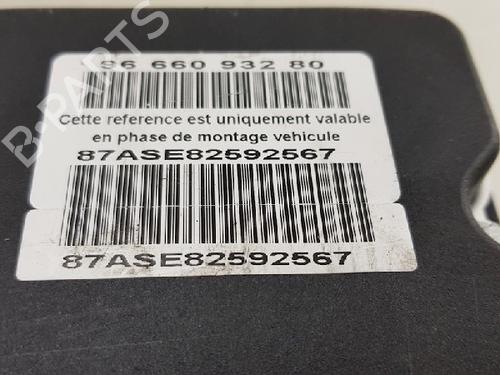 96 660 932 80
Cette reference est uniquement valable
en phase de montage vehicule
87ASE82592567
87ASE82592567
B-PARTS